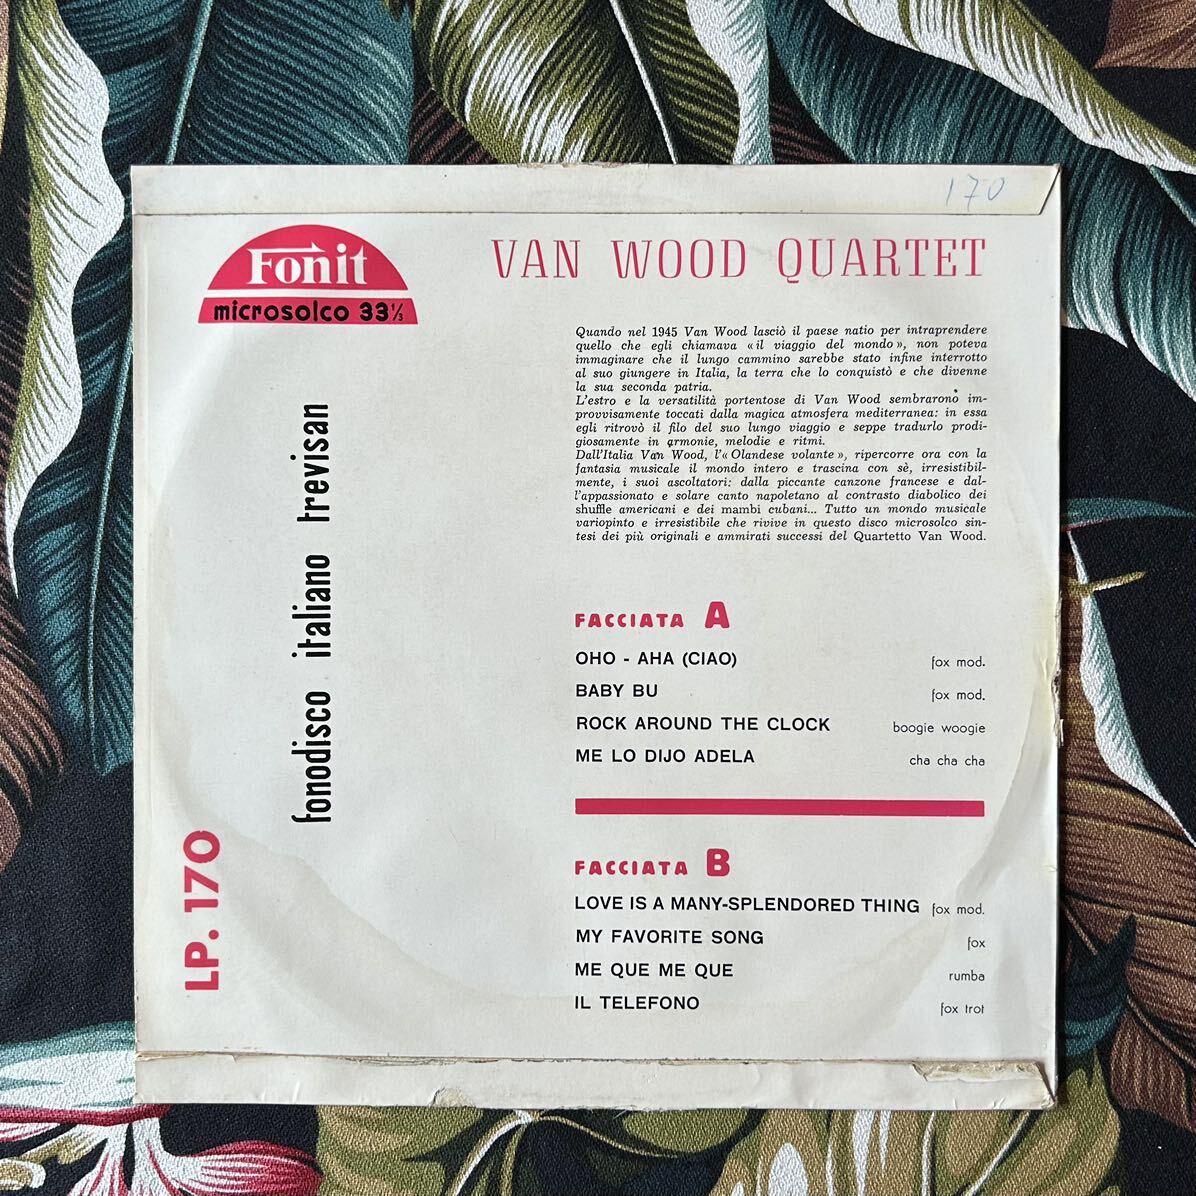 170
Fonit
microsolco 33⅓
VAN WOOD QUARTET
Quando nel 1945 Van Wood lasciò il paese natio per intraprendere
quello che egli chiamava «il viaggio del mondo», non poteva
immaginare che il lungo cammino sarebbe stato infine interrotto
al suo giungere in Italia, la terra che lo conquistò e che divenne
la sua seconda patria.
L'estro e la versatilità portentose di Van Wood sembrarono im-
provvisamente toccati dalla magica atmosfera mediterranea: in essa
egli ritrovò il filo del suo lungo viaggio e seppe tradurlo prodi-
giosamente in armonie, melodie e ritmi.
Dall'Italia Van Wood, l'«Olandese volante», ripercorre ora con la
fantasia musicale il mondo intero e trascina con sè, irresistibil-
mente, i suoi ascoltatori: dalla piccante canzone francese e dal-
l'appassionato e solare canto napoletano al contrasto diabolico dei
shuffle americani e dei mambi cubani... Tutto un mondo musicale
variopinto e irresistibile che rivive in questo disco microsolco sin-
tesi dei più originali e ammirati successi del Quartetto Van Wood.
fonodisco italiano trevisan
LP. 170
FACCIATA A
OHO - AHA (CIAO) fox mod.
BABY BU fox mod.
ROCK AROUND THE CLOCK boogie woogie
ME LO DIJO ADELA cha cha cha
FACCIATA B
LOVE IS A MANY-SPLENDORED THING fox mod.
MY FAVORITE SONG fox
ME QUE ME QUE rumba
IL TELEFONO fox trot